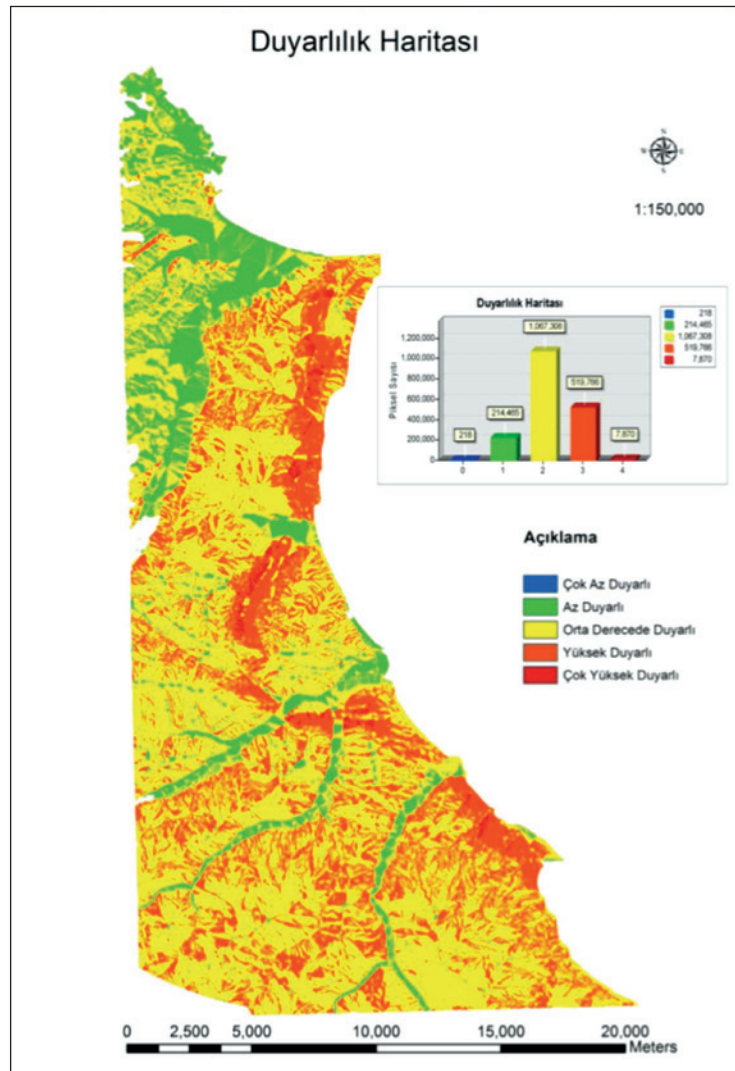 Duyarlılık Haritası
N
S
1:150,000
Duyarlılık Haritası
Piksel Sayısı
1,200,000
1,000,000
800,000
600,000
400,000
200,000
0
218
214,465
1,067,308
519,766
7,870
0 1 2 3 4
218
214,465
1,067,308
519,766
7,870
Açıklama
Çok Az Duyarlı
Az Duyarlı
Orta Derecede Duyarlı
Yüksek Duyarlı
Çok Yüksek Duyarlı
0 2,500 5,000 10,000 15,000 20,000
Meters